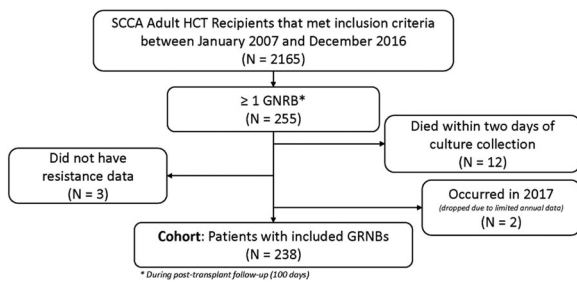 SCCA Adult HCT Recipients that met inclusion criteria
between January 2007 and December 2016
(N = 2165)
≥ 1 GNRB*
(N = 255)
Died within two days of
culture collection
(N = 12)
Did not have
resistance data
(N = 3)
Occurred in 2017
(dropped due to limited annual data)
(N = 2)
Cohort: Patients with included GRNBs
(N = 238)
* During post-transplant follow-up (100 days)